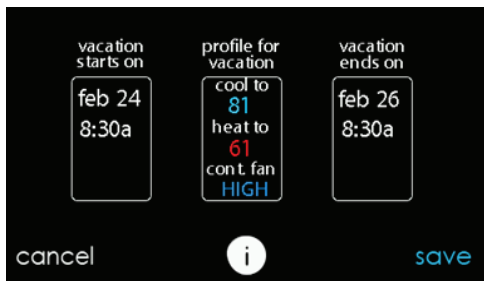 vacation
starts on
feb 24
8:30a
profile for
vacation
cool to
81
heat to
61
cont. fan
HIGH
vacation
ends on
feb 26
8:30a
cancel
i
save